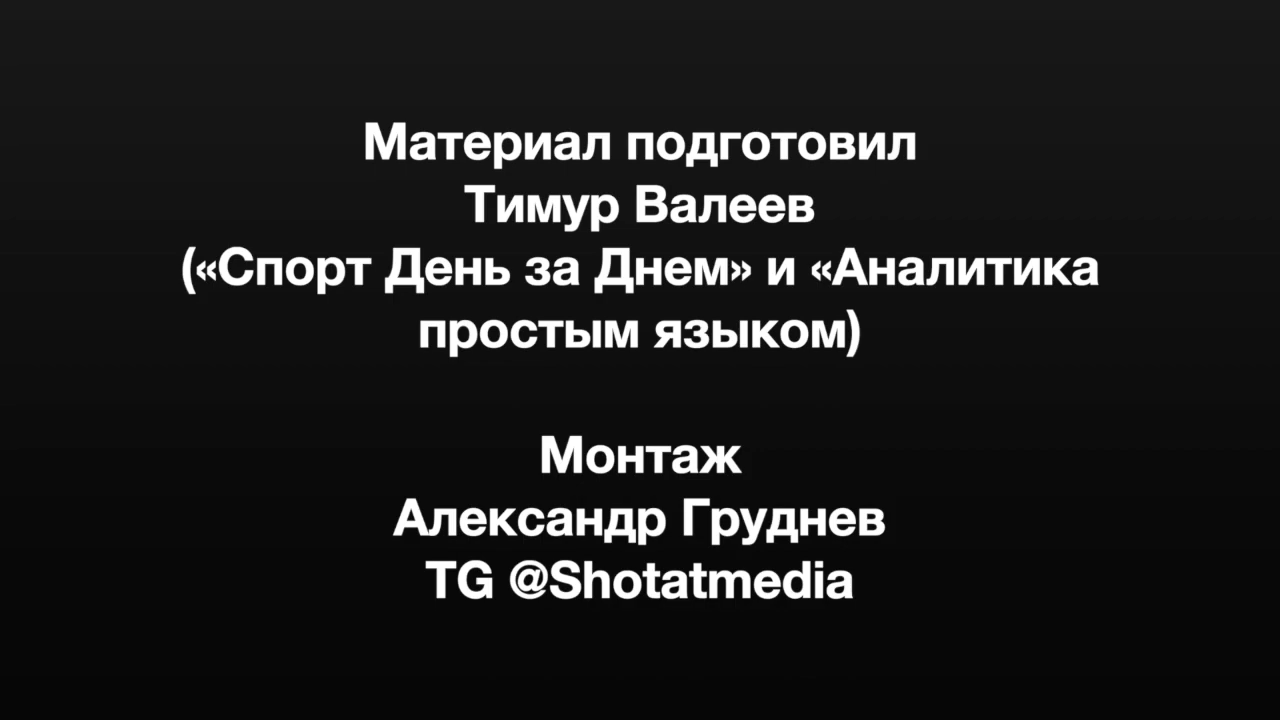 Материал подготовил
Тимур Валеев
(«Спорт День за Днем» и «Аналитика
простым языком)
Монтаж
Александр Груднев
TG @Shotatmedia